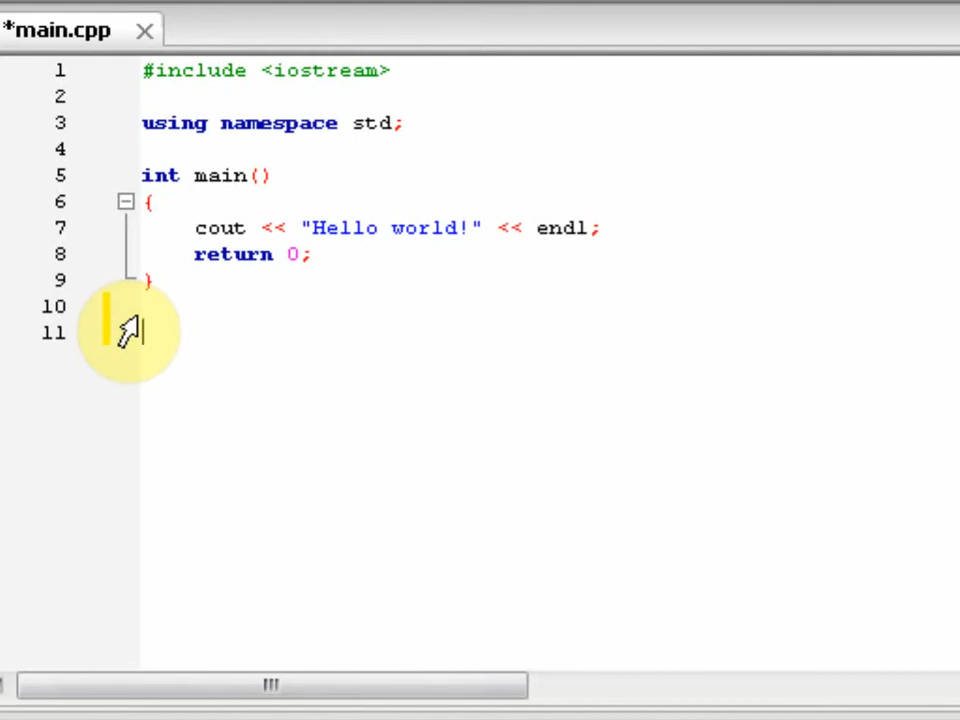 *main.cpp
1 #include <iostream>
2
3 using namespace std;
4
5 int main()
6 {
7 cout << "Hello world!" << endl;
8 return 0;
9 }
10
11